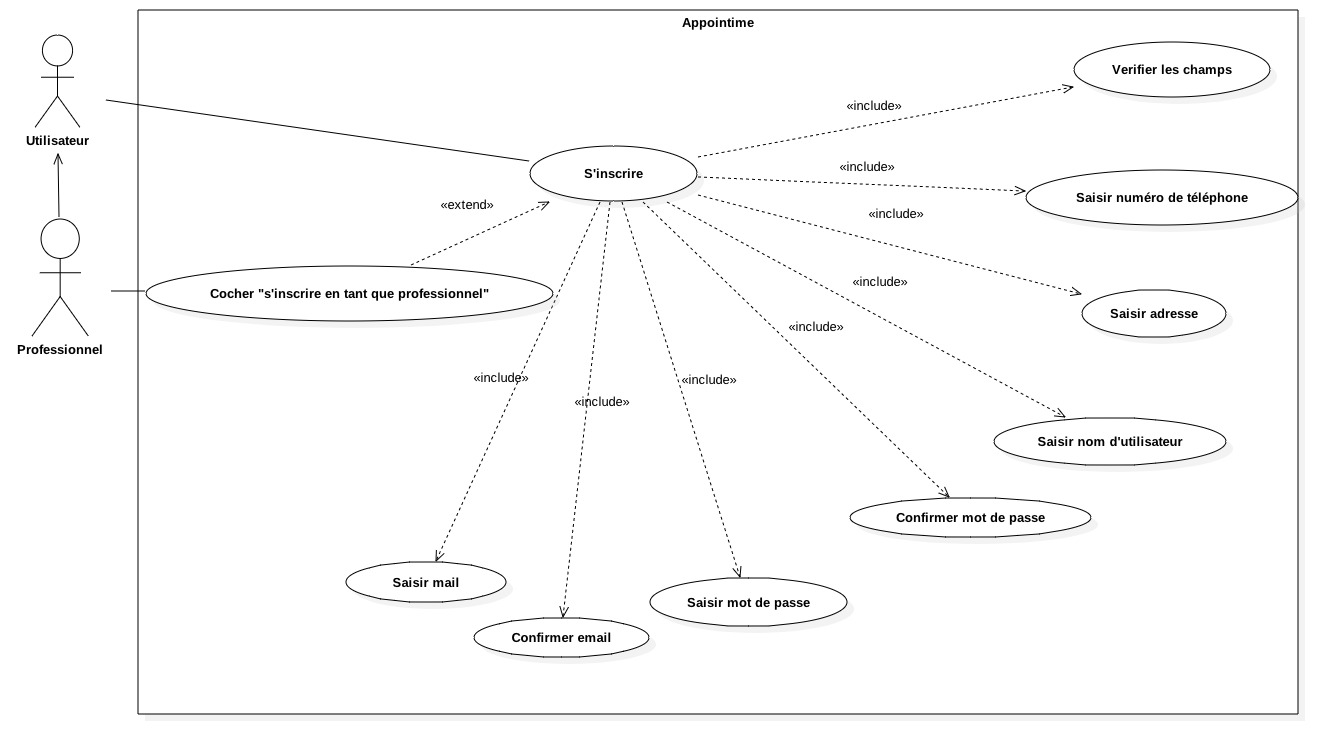 Appointime
Utilisateur
Professionnel
S'inscrire
Cocher "s'inscrire en tant que professionnel"
«extend»
«include»
Verifier les champs
«include»
Saisir numéro de téléphone
«include»
Saisir adresse
«include»
Saisir nom d'utilisateur
«include»
Confirmer mot de passe
«include»
Saisir mot de passe
«include»
Confirmer email
«include»
Saisir mail